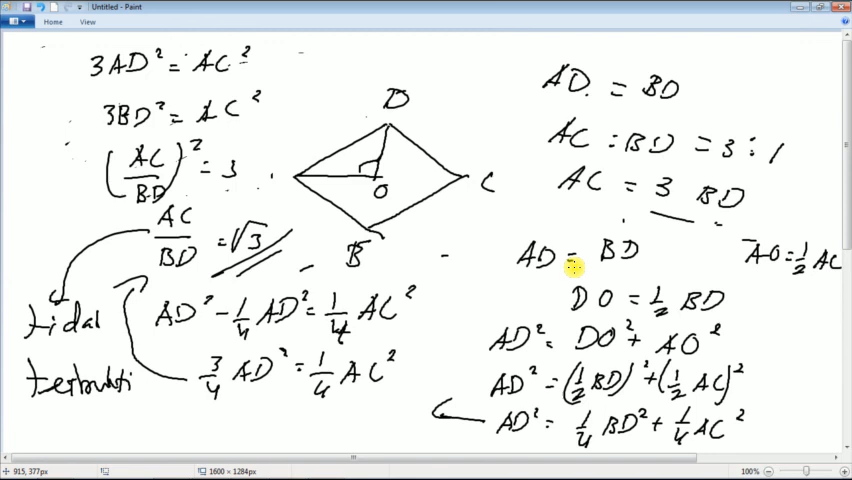 Untitled - Paint
Home View
3AD² = AC²
3BD² = AC²
(AC/BD)² = 3
AC/BD = √3
tidak
terbukti
AD² - 1/4 AD² = 1/4 AC²
3/4 AD² = 1/4 AC²
D
O
C
B
AD = BD
AC : BD = 3 : 1
AC = 3 BD
AD = BD
AO = 1/2 AC
DO = 1/2 BD
AD² = DO² + AO²
AD² = (1/2 BD)² + (1/2 AC)²
AD² = 1/4 BD² + 1/4 AC²
915, 377px
1600 × 1284px
100%